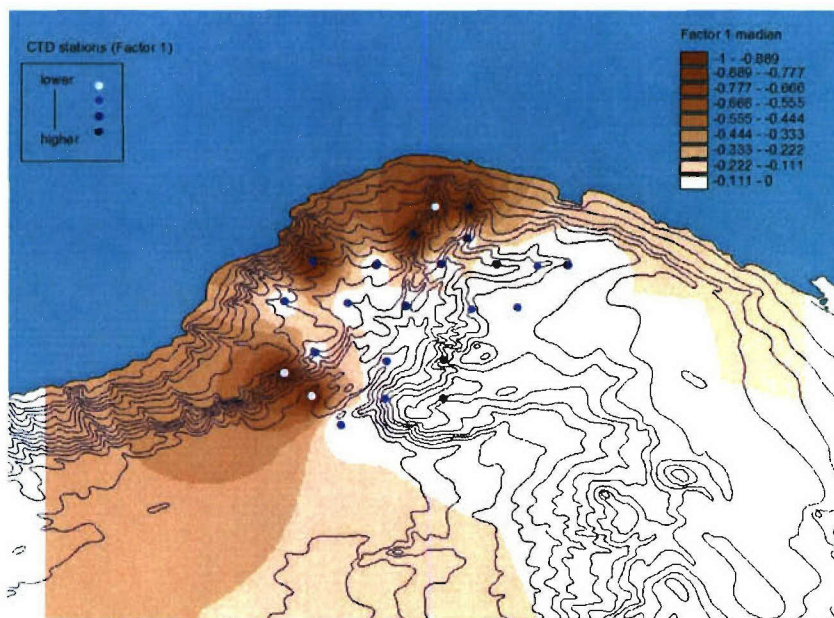 CTD stations (Factor 1)
lower
higher
Factor 1 median
-1 - -0.889
-0.889 - -0.777
-0.777 - -0.666
-0.666 - -0.555
-0.555 - -0.444
-0.444 - -0.333
-0.333 - -0.222
-0.222 - -0.111
-0.111 - 0